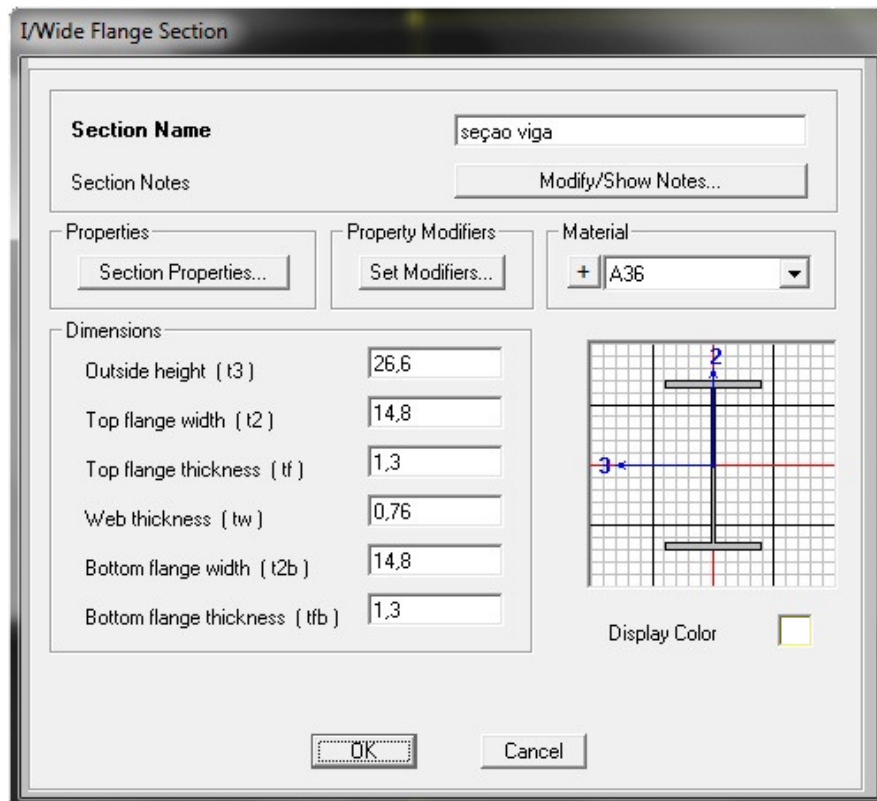 I/Wide Flange Section
Section Name
seçao viga
Section Notes
Modify/Show Notes...
Properties
Section Properties...
Property Modifiers
Set Modifiers...
Material
+
A36
Dimensions
Outside height ( t3 )
26,6
Top flange width ( t2 )
14,8
Top flange thickness ( tf )
1,3
Web thickness ( tw )
0,76
Bottom flange width ( t2b )
14,8
Bottom flange thickness ( tfb )
1,3
2
3
Display Color
OK
Cancel